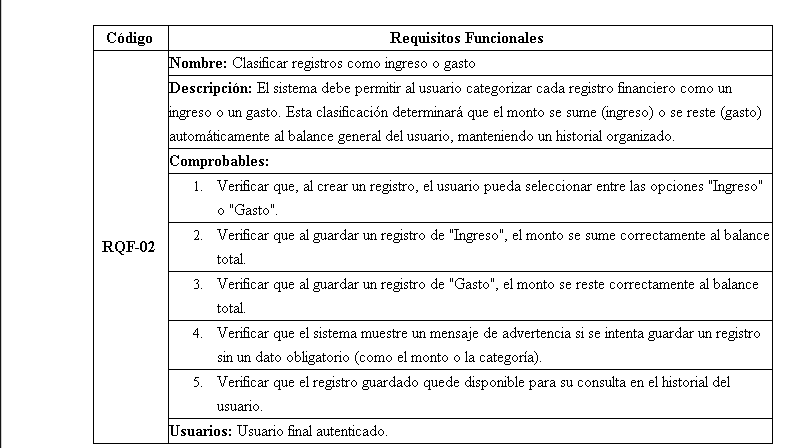 Código Requisitos Funcionales
Nombre: Clasificar registros como ingreso o gasto
Descripción: El sistema debe permitir al usuario categorizar cada registro financiero como un
ingreso o un gasto. Esta clasificación determinará que el monto se sume (ingreso) o se reste (gasto)
automáticamente al balance general del usuario, manteniendo un historial organizado.
Comprobables:
1. Verificar que, al crear un registro, el usuario pueda seleccionar entre las opciones "Ingreso"
o "Gasto".
RQF-02
2. Verificar que al guardar un registro de "Ingreso", el monto se sume correctamente al balance
total.
3. Verificar que al guardar un registro de "Gasto", el monto se reste correctamente al balance
total.
4. Verificar que el sistema muestre un mensaje de advertencia si se intenta guardar un registro
sin un dato obligatorio (como el monto o la categoría).
5. Verificar que el registro guardado quede disponible para su consulta en el historial del
usuario.
Usuarios: Usuario final autenticado.